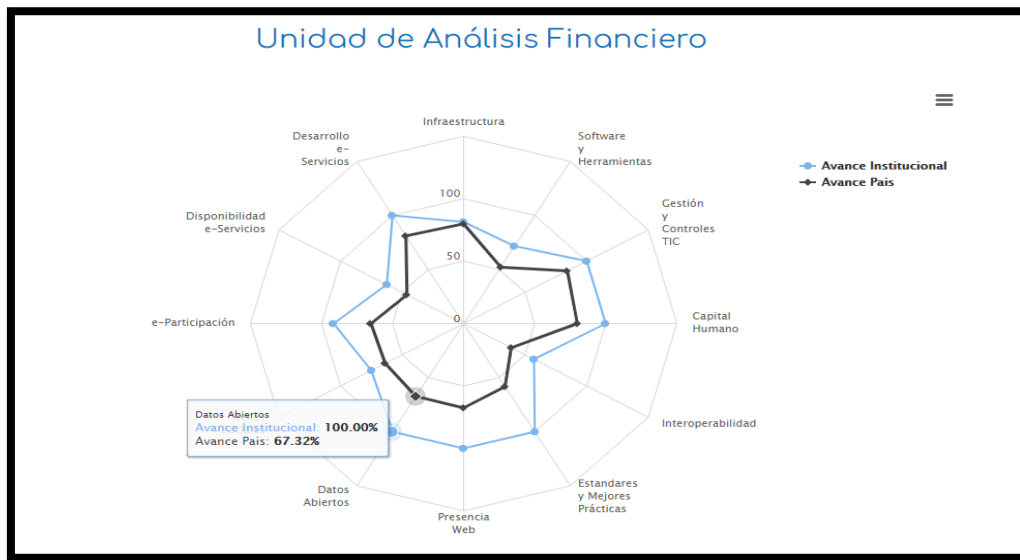 Unidad de Análisis Financiero
Infraestructura
Desarrollo
e-
Servicios
Software
y
Herramientas
Avance Institucional
Avance Pais
100
Disponibilidad
e-Servicios
Gestión
y
Controles
TIC
50
0
e-Participación
Capital
Humano
Datos Abiertos
Avance Institucional: 100.00%
Avance Pais: 67.32%
Interoperabilidad
Datos
Abiertos
Presencia
Web
Estandares
y Mejores
Prácticas